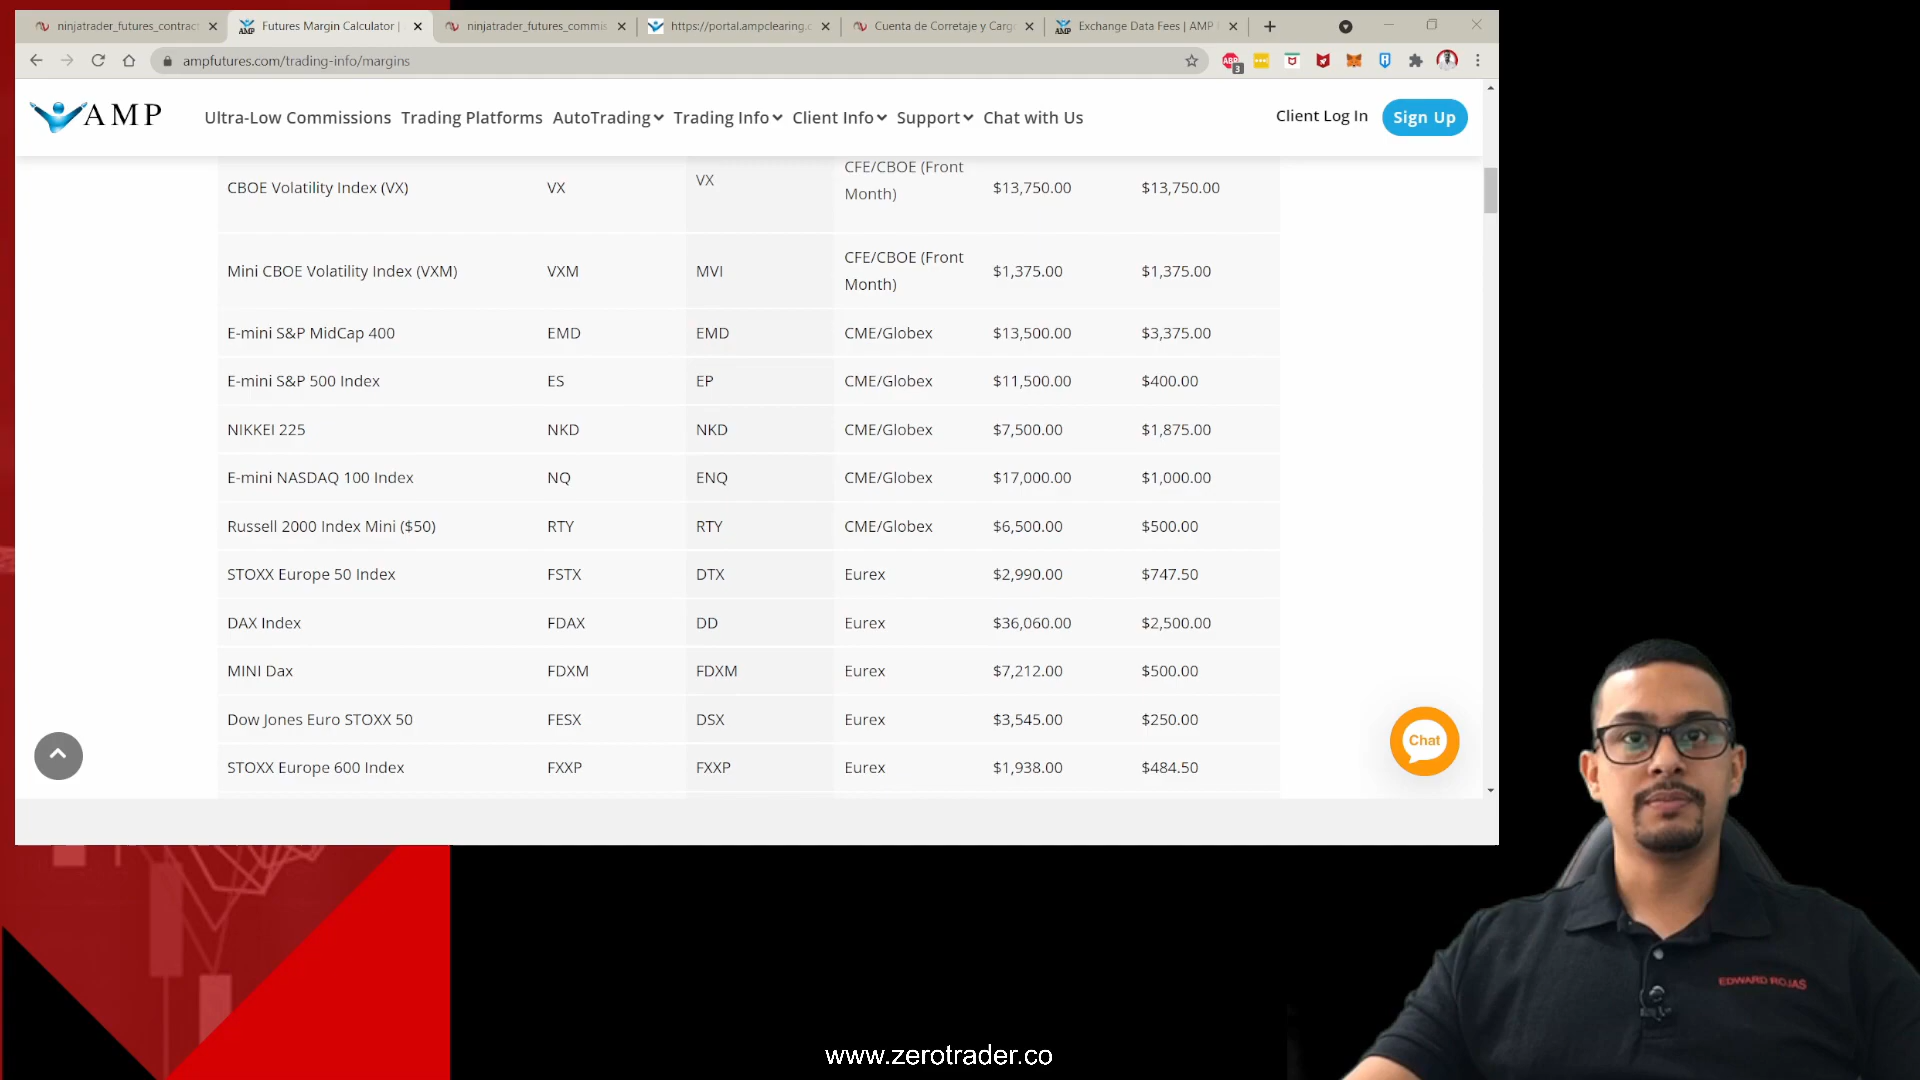 ninjatrader_futures_contrac
Futures Margin Calculator |
ninjatrader_futures_commis
https://portal.ampclearing.c
Cuenta de Corretaje y Carg
Exchange Data Fees | AMP
ampfutures.com/trading-info/margins
ABP
3
AMP
Ultra-Low Commissions Trading Platforms AutoTrading Trading Info Client Info Support Chat with Us
Client Log In
Sign Up
CBOE Volatility Index (VX) VX VX CFE/CBOE (Front Month) $13,750.00 $13,750.00
Mini CBOE Volatility Index (VXM) VXM MVI CFE/CBOE (Front Month) $1,375.00 $1,375.00
E-mini S&P MidCap 400 EMD EMD CME/Globex $13,500.00 $3,375.00
E-mini S&P 500 Index ES EP CME/Globex $11,500.00 $400.00
NIKKEI 225 NKD NKD CME/Globex $7,500.00 $1,875.00
E-mini NASDAQ 100 Index NQ ENQ CME/Globex $17,000.00 $1,000.00
Russell 2000 Index Mini ($50) RTY RTY CME/Globex $6,500.00 $500.00
STOXX Europe 50 Index FSTX DTX Eurex $2,990.00 $747.50
DAX Index FDAX DD Eurex $36,060.00 $2,500.00
MINI Dax FDXM FDXM Eurex $7,212.00 $500.00
Dow Jones Euro STOXX 50 FESX DSX Eurex $3,545.00 $250.00
STOXX Europe 600 Index FXXP FXXP Eurex $1,938.00 $484.50
Chat
EDWARD ROJAS
www.zerotrader.co